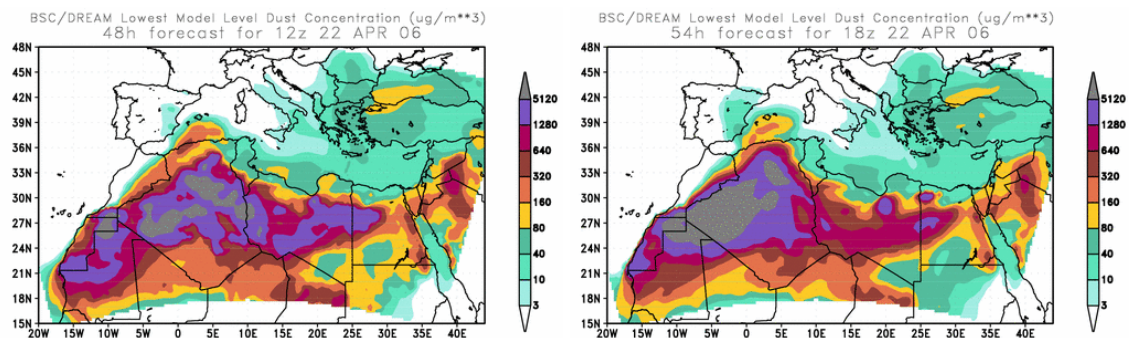 BSC/DREAM Lowest Model Level Dust Concentration (ug/m**3)
48h forecast for 12z 22 APR 06
48N
45N
42N
39N
36N
33N
30N
27N
24N
21N
18N
15N
20W 15W 10W 5W 0 5E 10E 15E 20E 25E 30E 35E 40E
5120
1280
640
320
160
80
40
10
3
BSC/DREAM Lowest Model Level Dust Concentration (ug/m**3)
54h forecast for 18z 22 APR 06
48N
45N
42N
39N
36N
33N
30N
27N
24N
21N
18N
15N
20W 15W 10W 5W 0 5E 10E 15E 20E 25E 30E 35E 40E
5120
1280
640
320
160
80
40
10
3